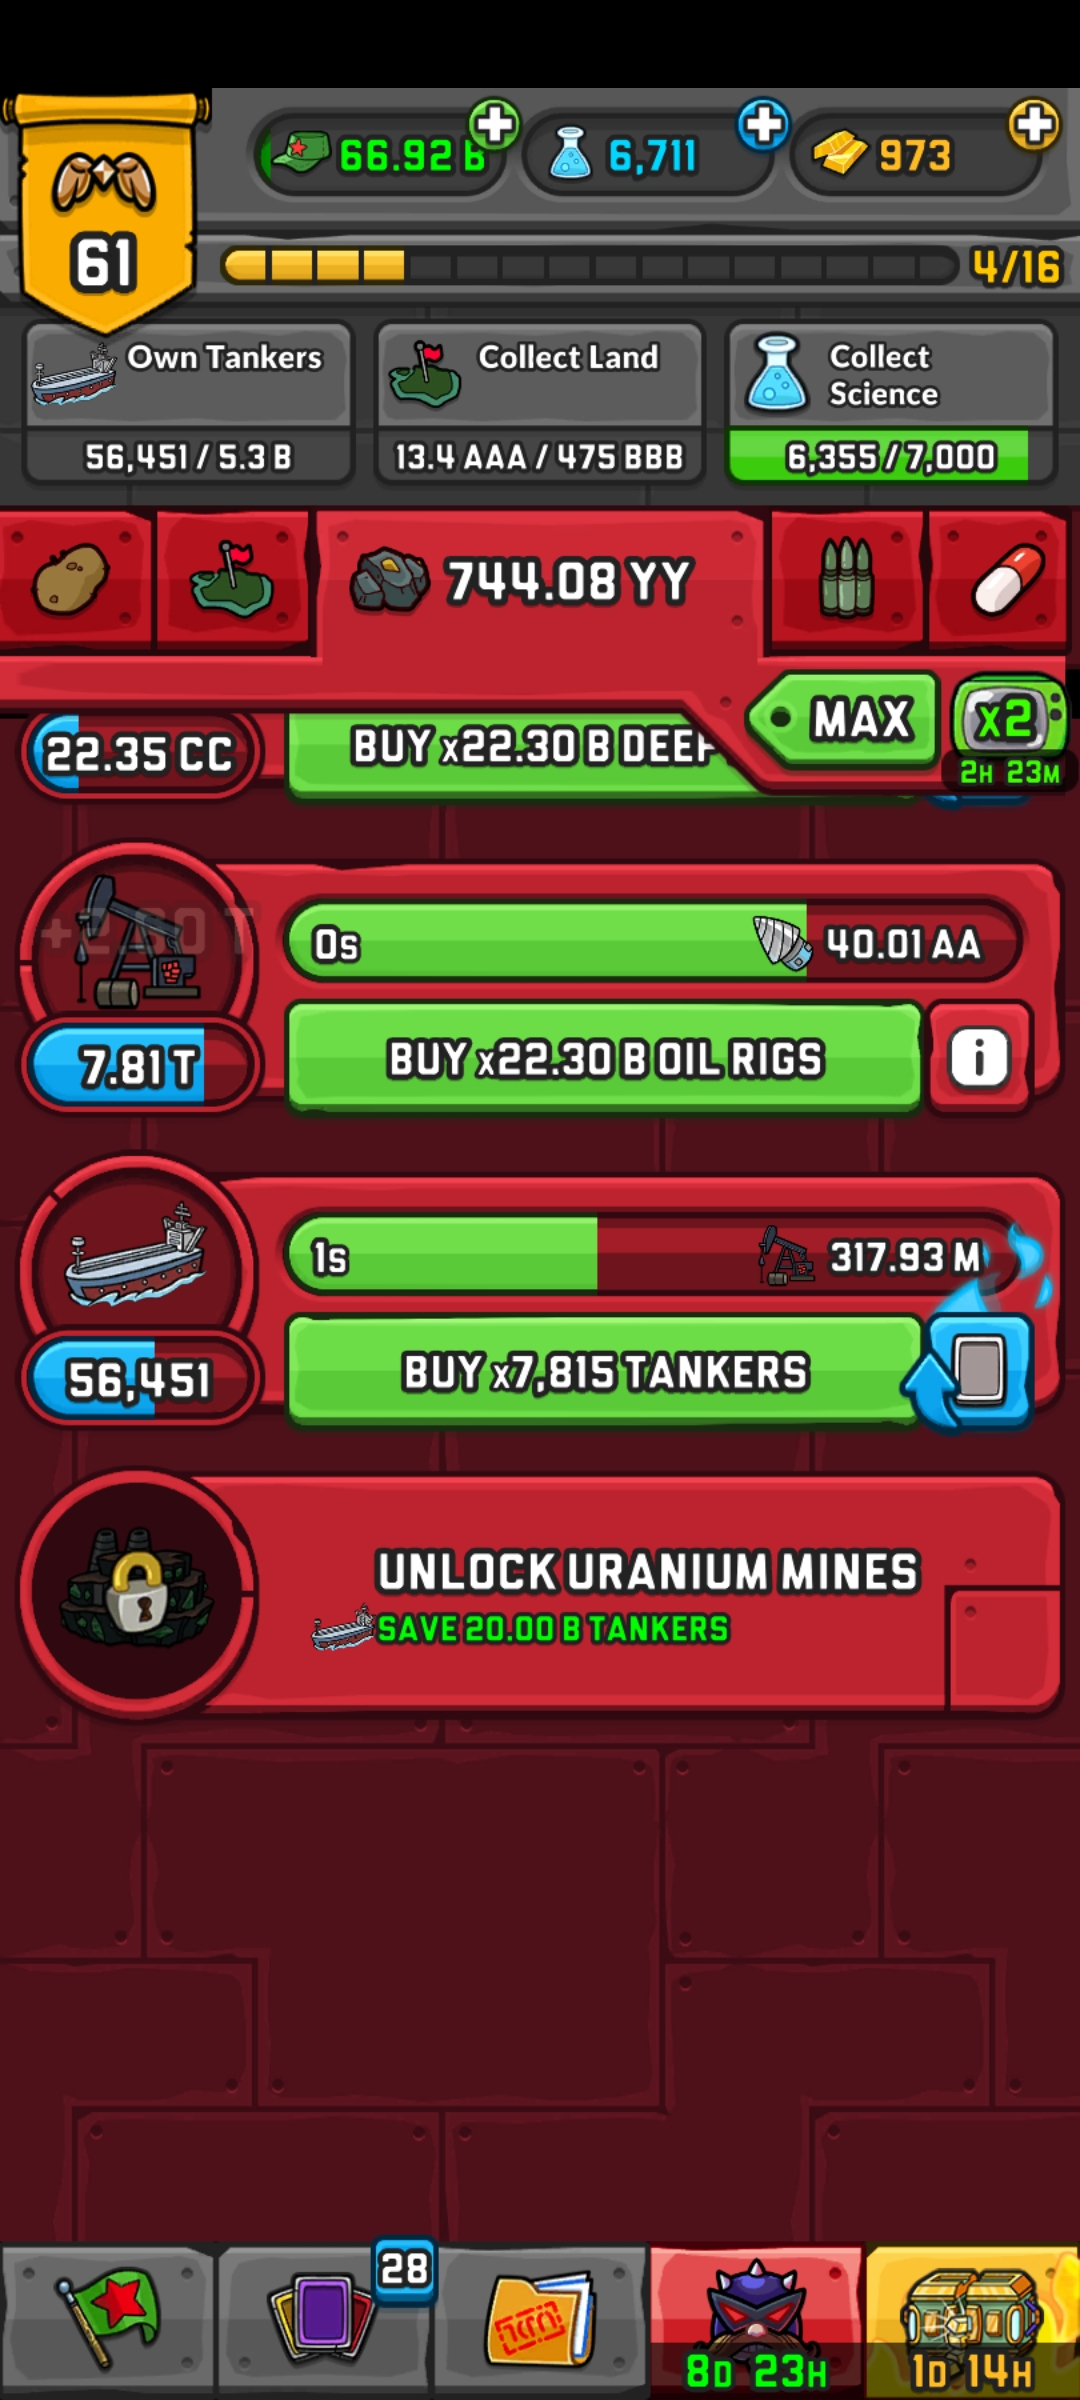 66.92 B
6,711
973
61
4/16
Own Tankers
56,451 / 5.3 B
Collect Land
13.4 AAA / 475 BBB
Collect
Science
6,355 / 7,000
744.08 YY
MAX
x2
2H 23M
22.35 CC
BUY x22.30 B DEEP
+2.30 T
0s
40.01 AA
7.81 T
BUY x22.30 B OIL RIGS
i
1s
317.93 M
56,451
BUY x7,815 TANKERS
UNLOCK URANIUM MINES
SAVE 20.00 B TANKERS
28
8D 23H
1D 14H